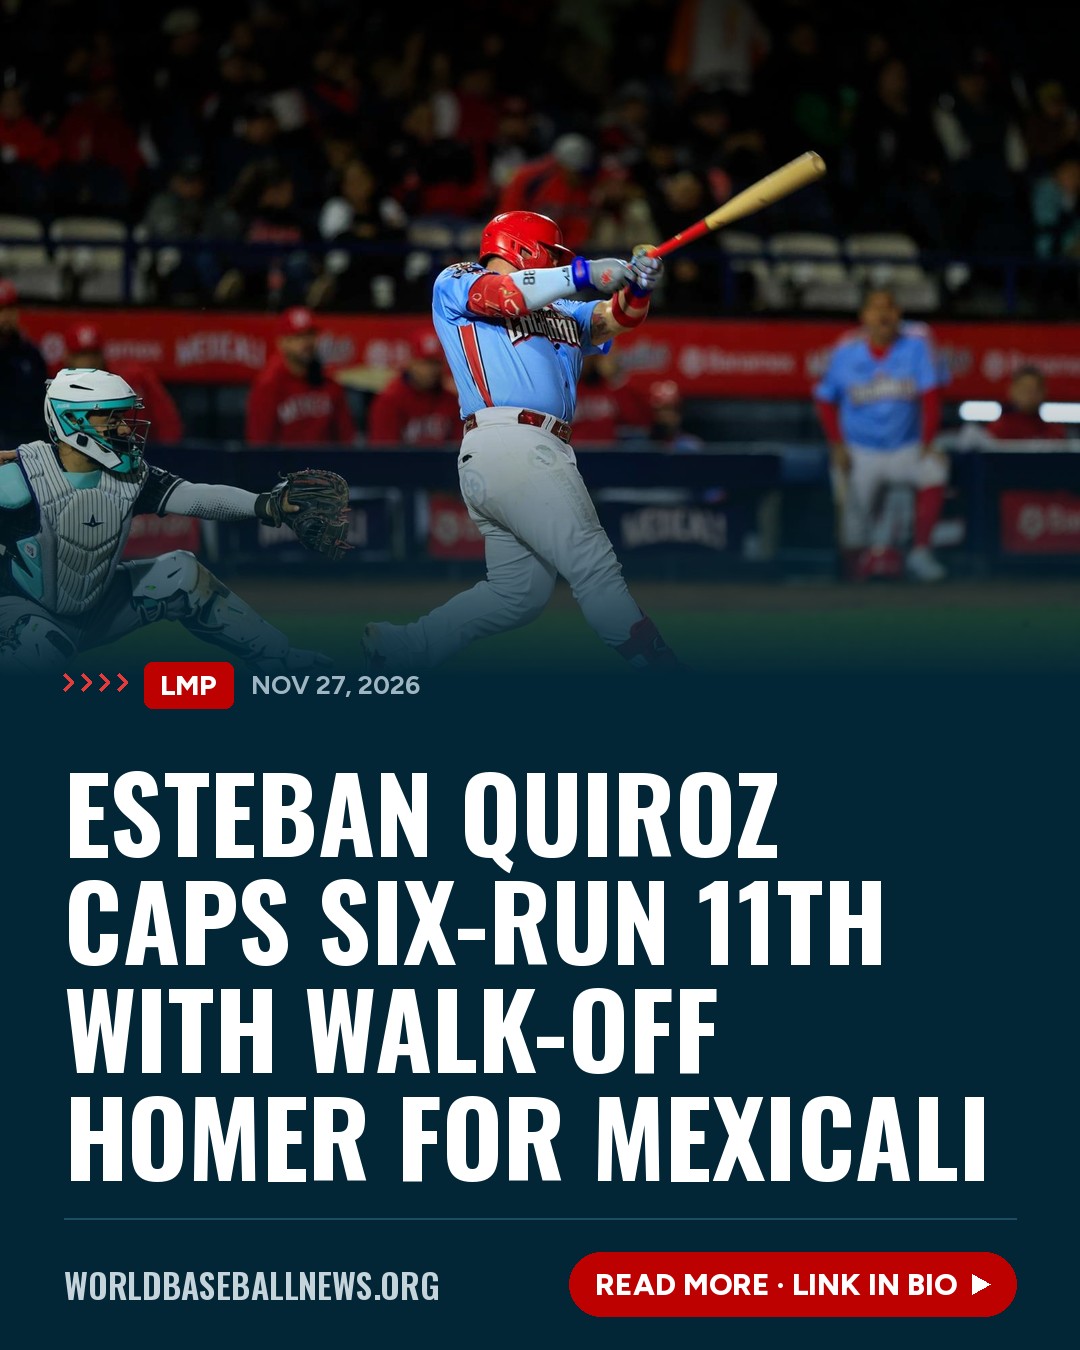 88
>>>> LMP NOV 27, 2026
ESTEBAN QUIROZ
CAPS SIX-RUN 11TH
WITH WALK-OFF
HOMER FOR MEXICALI
WORLDBASEBALLNEWS.ORG
READ MORE · LINK IN BIO ▶